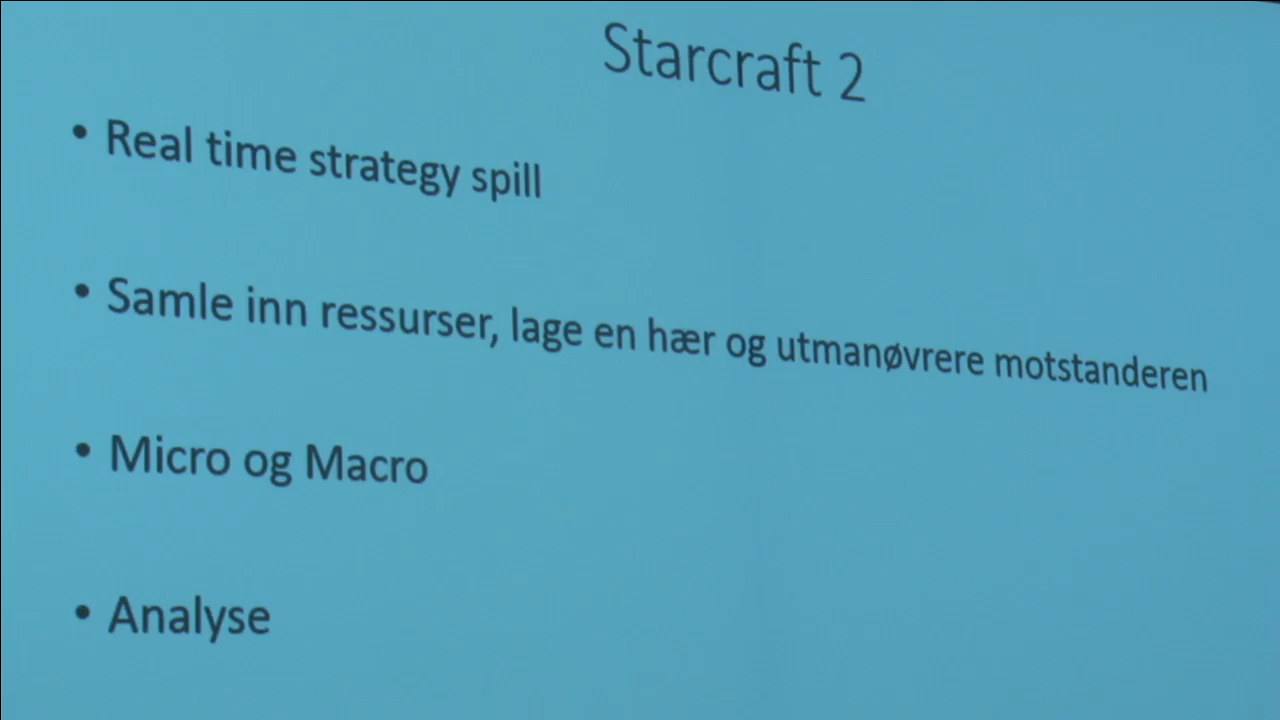 Starcraft 2
• Real time strategy spill
• Samle inn ressurser, lage en hær og utmanøvrere motstanderen
• Micro og Macro
• Analyse